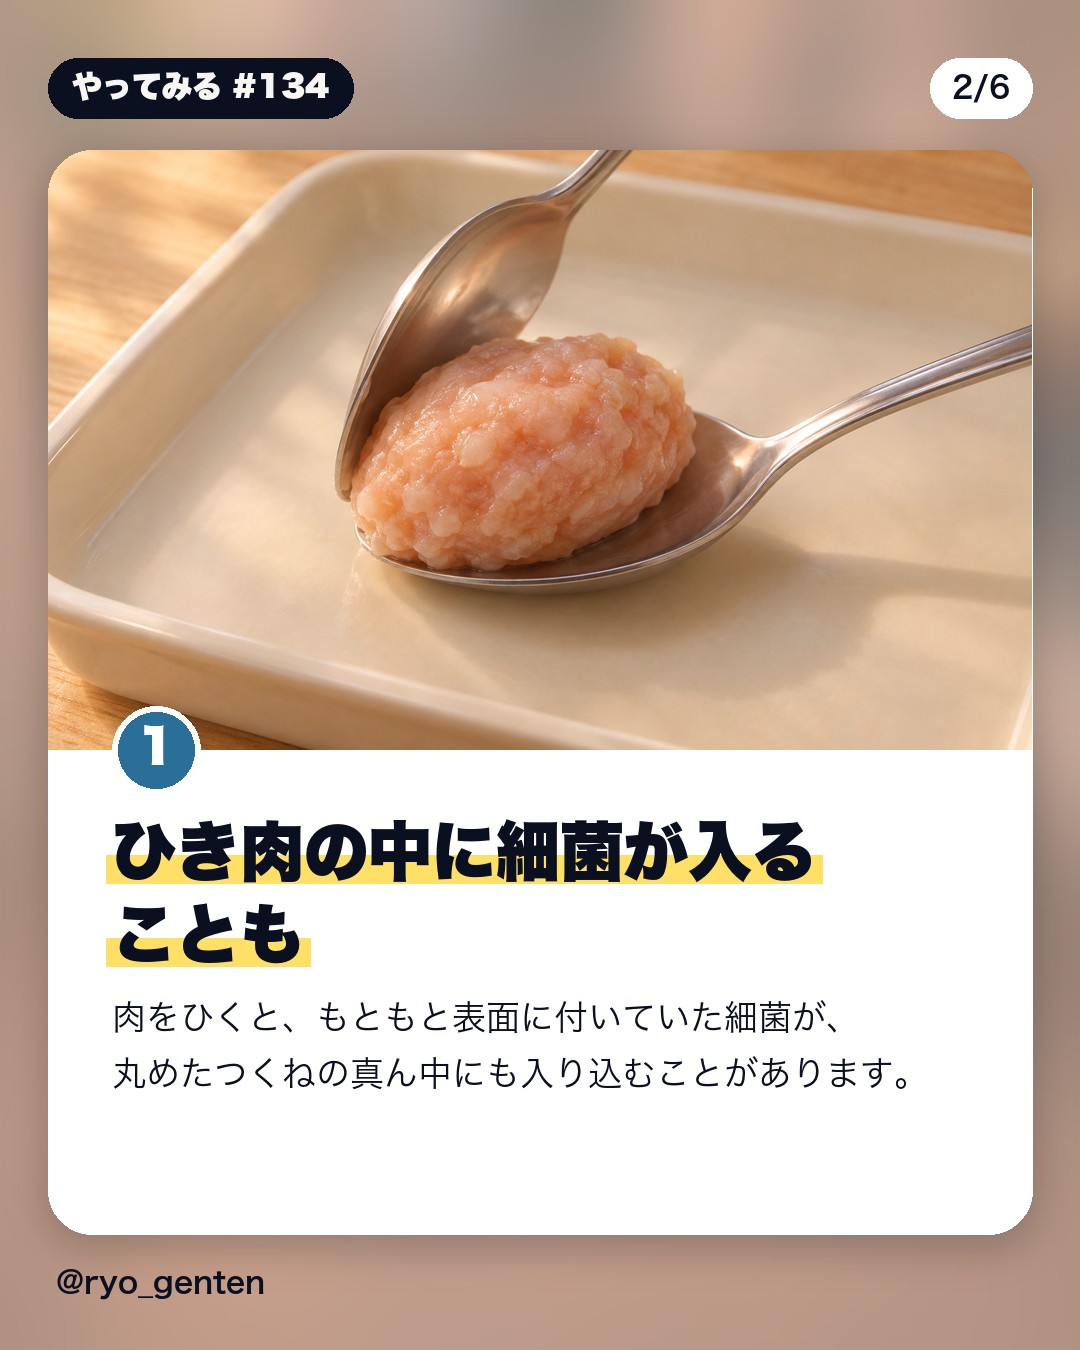 やってみる #134
2/6
1
ひき肉の中に細菌が入る
ことも
肉をひくと、もともと表面に付いていた細菌が、
丸めたつくねの真ん中にも入り込むことがあります。
@ryo_genten